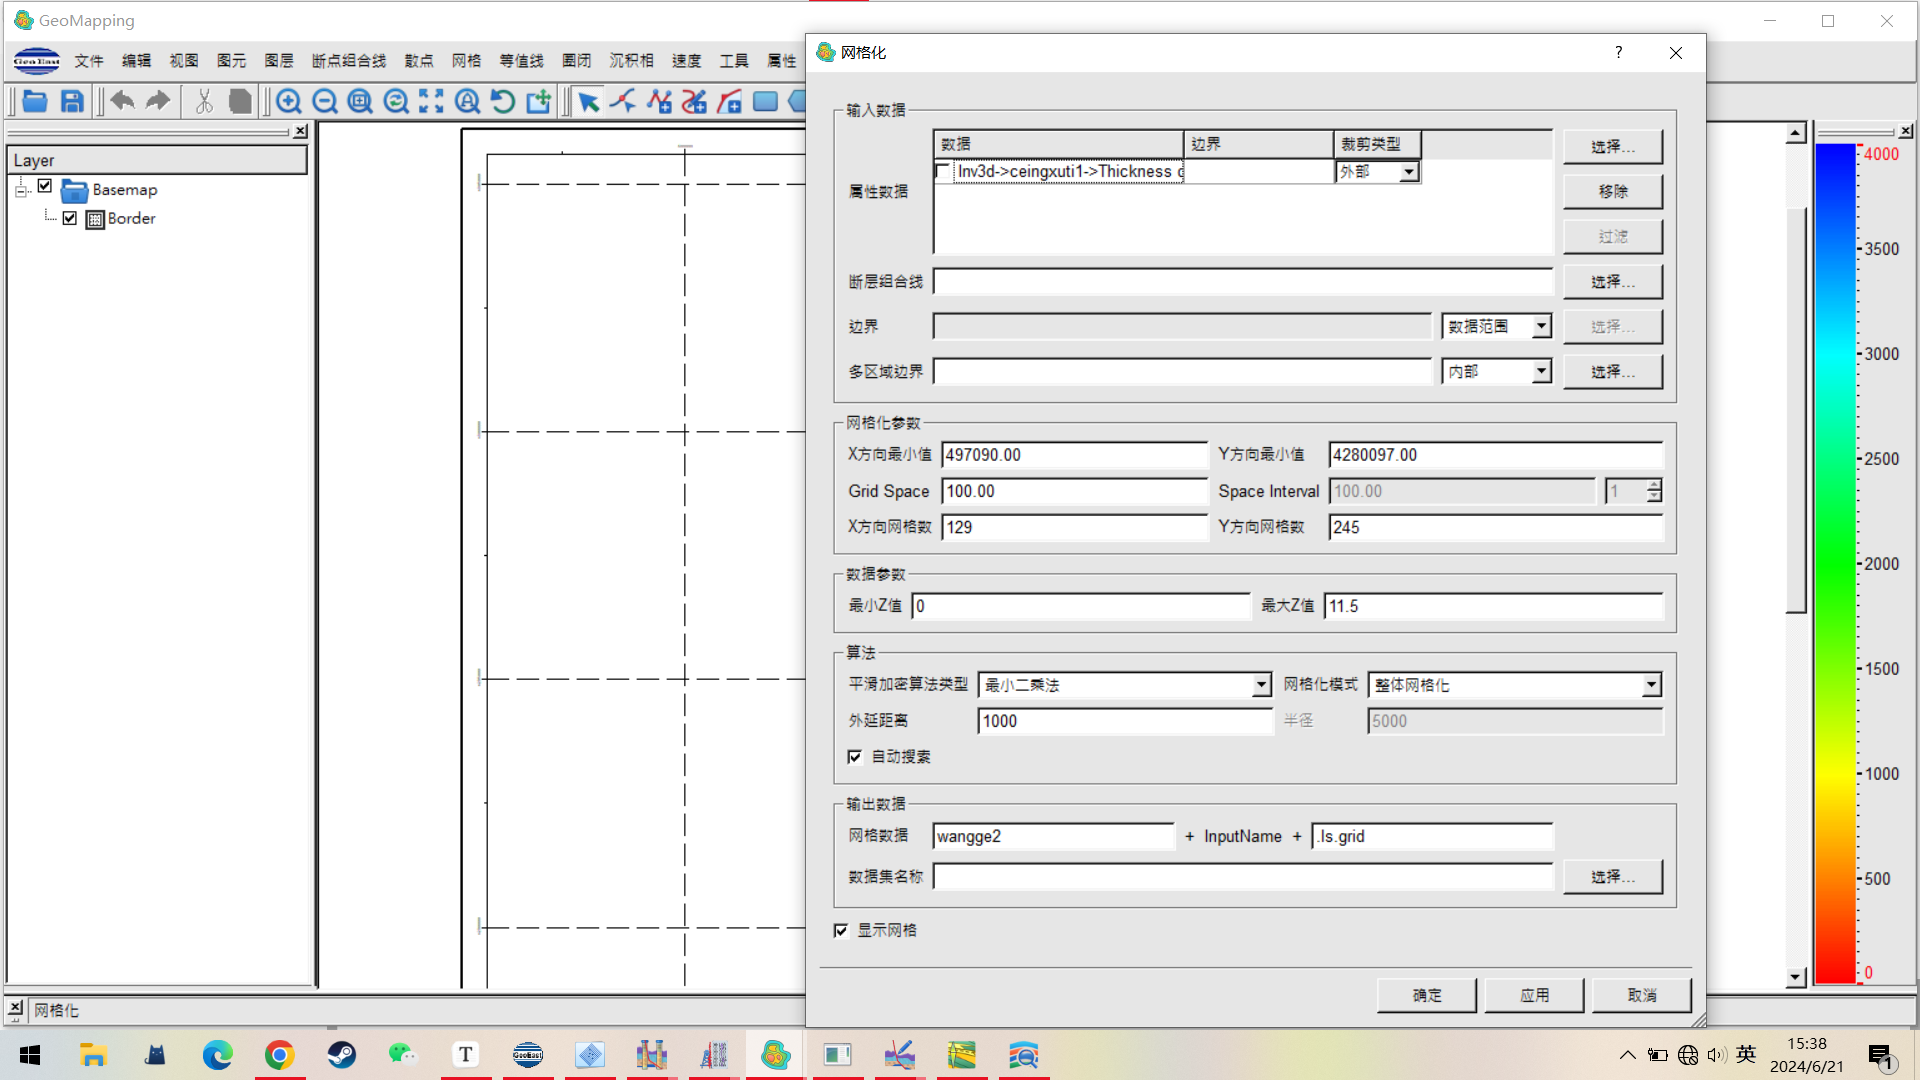 GeoMapping
GeoEast 文件 编辑 视图 图元 图层 断点组合线 散点 网格 等值线 圈闭 沉积相 速度 工具 属性
Layer
Basemap
Border
网格化
网格化 ?
输入数据
数据 边界 裁剪类型 选择...
Inv3d->ceingxuti1->Thickness 外部
属性数据 移除
过滤
断层组合线 选择...
边界 数据范围 选择...
多区域边界 内部 选择...
网格化参数
X方向最小值 497090.00 Y方向最小值 4280097.00
Grid Space 100.00 Space Interval 100.00 1
X方向网格数 129 Y方向网格数 245
数据参数
最小Z值 0 最大Z值 11.5
算法
平滑加密算法类型 最小二乘法 网格化模式 整体网格化
外延距离 1000 半径 5000
自动搜素
输出数据
网格数据 wangge2 + InputName + .ls.grid
数据集名称 选择...
显示网格
确定 应用 取消
4000
3500
3000
2500
2000
1500
1000
500
0
T GeoEast 英 15:38
2024/6/21 1